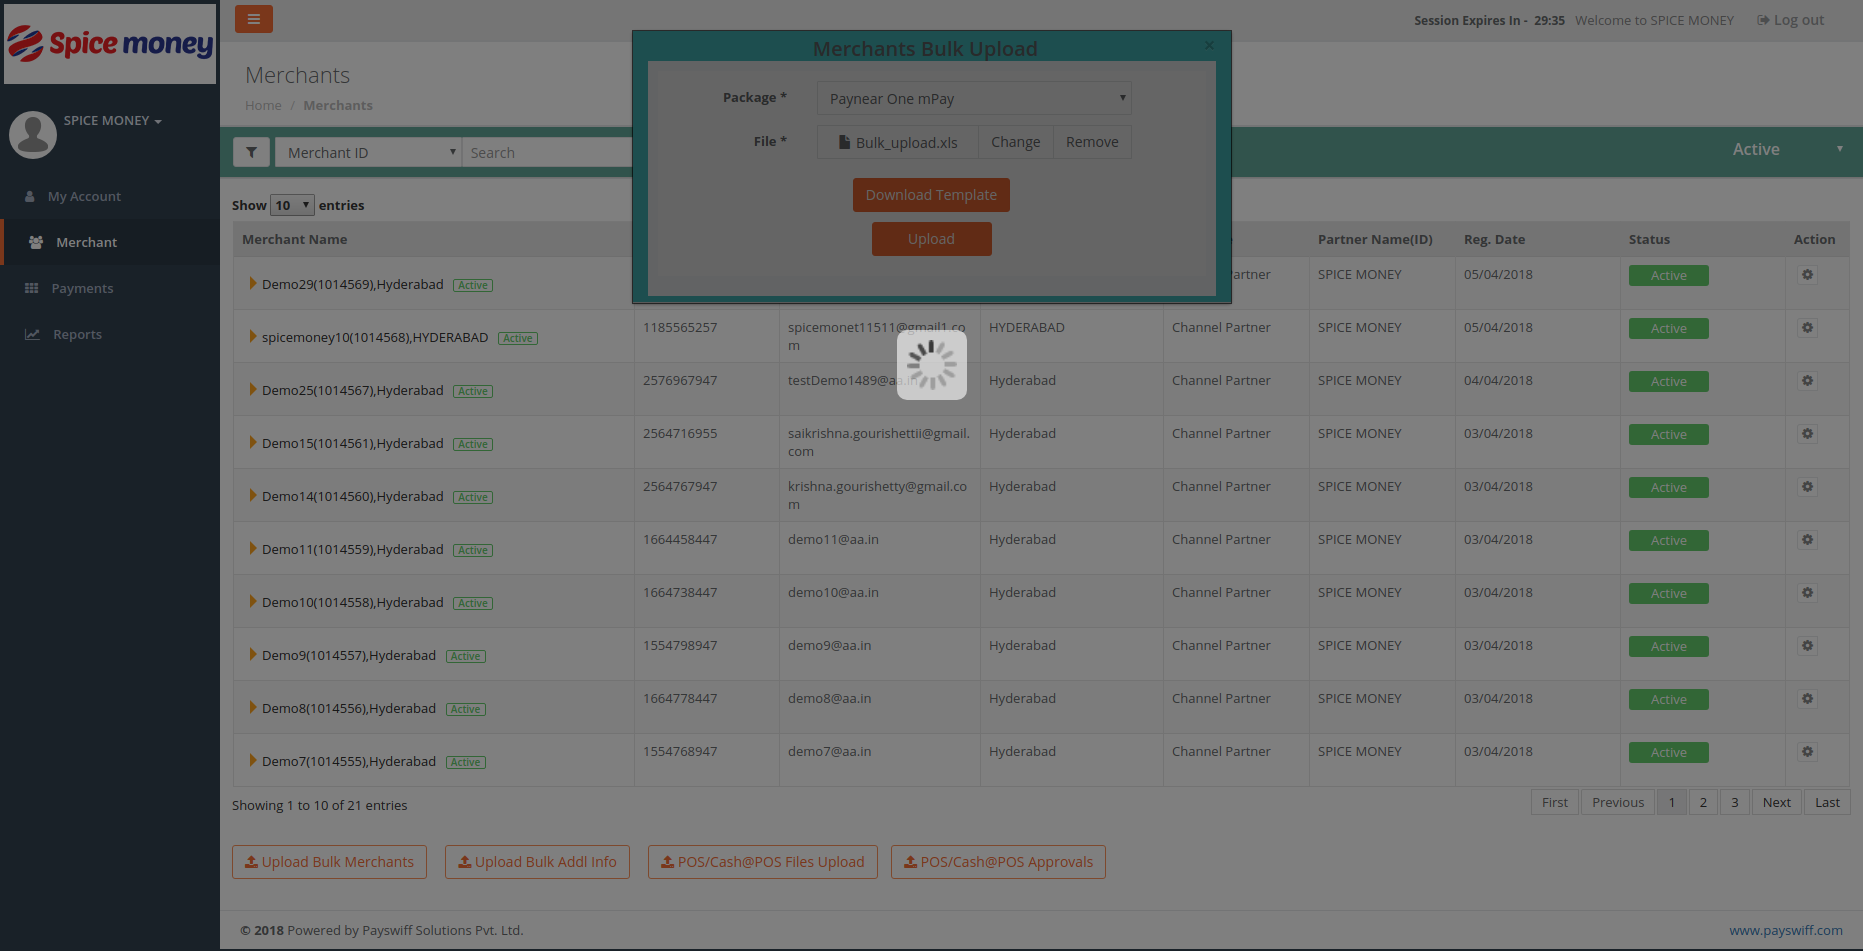 Spice money
Session Expires In - 29:35 Welcome to SPICE MONEY Log out
Merchants Bulk Upload ×
Package * Paynear One mPay
File * Bulk_upload.xls Change Remove
Download Template
Upload
Merchants
Home / Merchants
SPICE MONEY
My Account
Merchant
Payments
Reports
Merchant ID Search Active
Show 10 entries
Merchant Name Partner Name(ID) Reg. Date Status Action
Demo29(1014569),Hyderabad Active artner SPICE MONEY 05/04/2018 Active
spicemoney10(1014568),HYDERABAD Active 1185565257 spicemonet11511@gmail1.co HYDERABAD Channel Partner SPICE MONEY 05/04/2018 Active
m
Demo25(1014567),Hyderabad Active 2576967947 testDemo1489@aa.in Hyderabad Channel Partner SPICE MONEY 04/04/2018 Active
Demo15(1014561),Hyderabad Active 2564716955 saikrishna.gourishettii@gmail. Hyderabad Channel Partner SPICE MONEY 03/04/2018 Active
com
Demo14(1014560),Hyderabad Active 2564767947 krishna.gourishetty@gmail.co Hyderabad Channel Partner SPICE MONEY 03/04/2018 Active
m
Demo11(1014559),Hyderabad Active 1664458447 demo11@aa.in Hyderabad Channel Partner SPICE MONEY 03/04/2018 Active
Demo10(1014558),Hyderabad Active 1664738447 demo10@aa.in Hyderabad Channel Partner SPICE MONEY 03/04/2018 Active
Demo9(1014557),Hyderabad Active 1554798947 demo9@aa.in Hyderabad Channel Partner SPICE MONEY 03/04/2018 Active
Demo8(1014556),Hyderabad Active 1664778447 demo8@aa.in Hyderabad Channel Partner SPICE MONEY 03/04/2018 Active
Demo7(1014555),Hyderabad Active 1554768947 demo7@aa.in Hyderabad Channel Partner SPICE MONEY 03/04/2018 Active
Showing 1 to 10 of 21 entries First Previous 1 2 3 Next Last
Upload Bulk Merchants Upload Bulk Addl Info POS/Cash@POS Files Upload POS/Cash@POS Approvals
© 2018 Powered by Payswiff Solutions Pvt. Ltd. www.payswiff.com